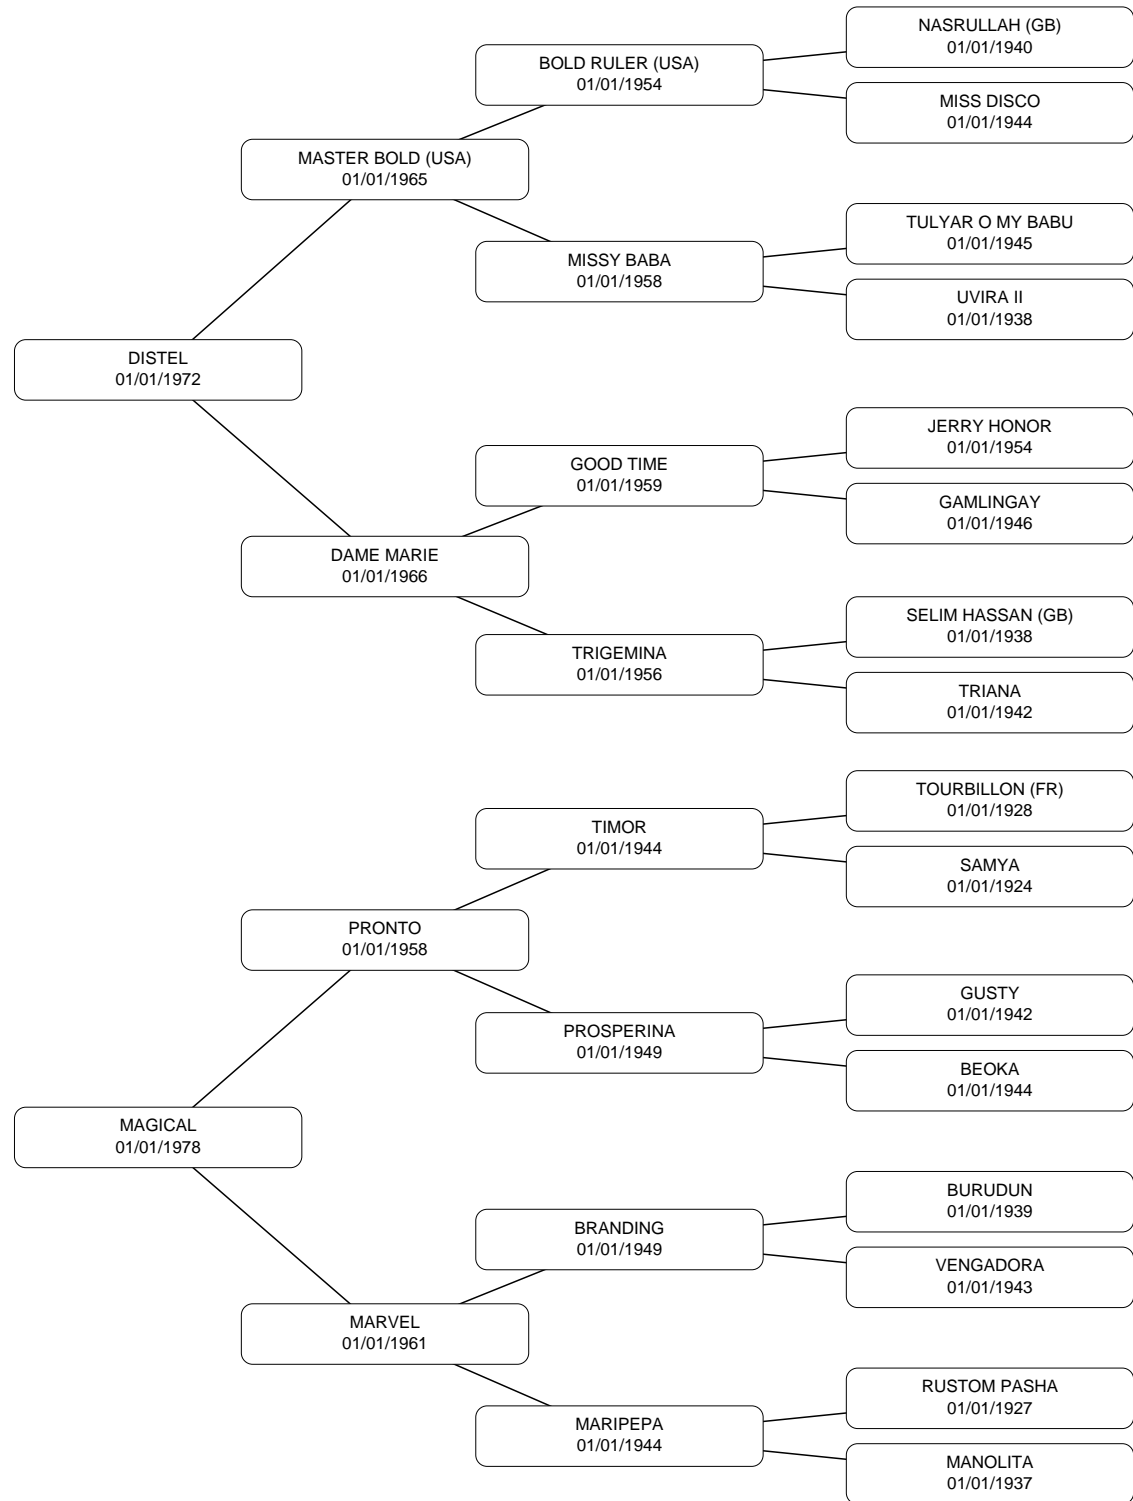 NASRULLAH (GB)
01/01/1940
BOLD RULER (USA)
01/01/1954
MISS DISCO
01/01/1944
MASTER BOLD (USA)
01/01/1965
TULYAR O MY BABU
01/01/1945
MISSY BABA
01/01/1958
UVIRA II
01/01/1938
DISTEL
01/01/1972
JERRY HONOR
01/01/1954
GOOD TIME
01/01/1959
GAMLINGAY
01/01/1946
DAME MARIE
01/01/1966
SELIM HASSAN (GB)
01/01/1938
TRIGEMINA
01/01/1956
TRIANA
01/01/1942
TOURBILLON (FR)
01/01/1928
TIMOR
01/01/1944
SAMYA
01/01/1924
PRONTO
01/01/1958
GUSTY
01/01/1942
PROSPERINA
01/01/1949
BEOKA
01/01/1944
MAGICAL
01/01/1978
BURUDUN
01/01/1939
BRANDING
01/01/1949
VENGADORA
01/01/1943
MARVEL
01/01/1961
RUSTOM PASHA
01/01/1927
MARIPEPA
01/01/1944
MANOLITA
01/01/1937